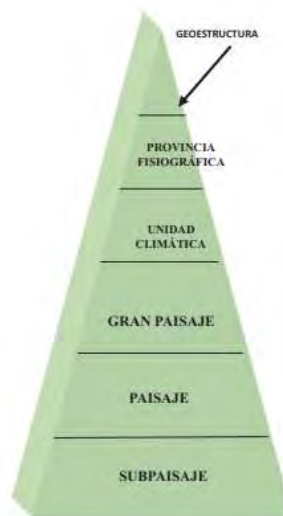 GEOESTRUCTURA
PROVINCIA
FISIOGRÁFICA
UNIDAD
CLIMÁTICA
GRAN PAISAJE
PAISAJE
SUBPAISAJE